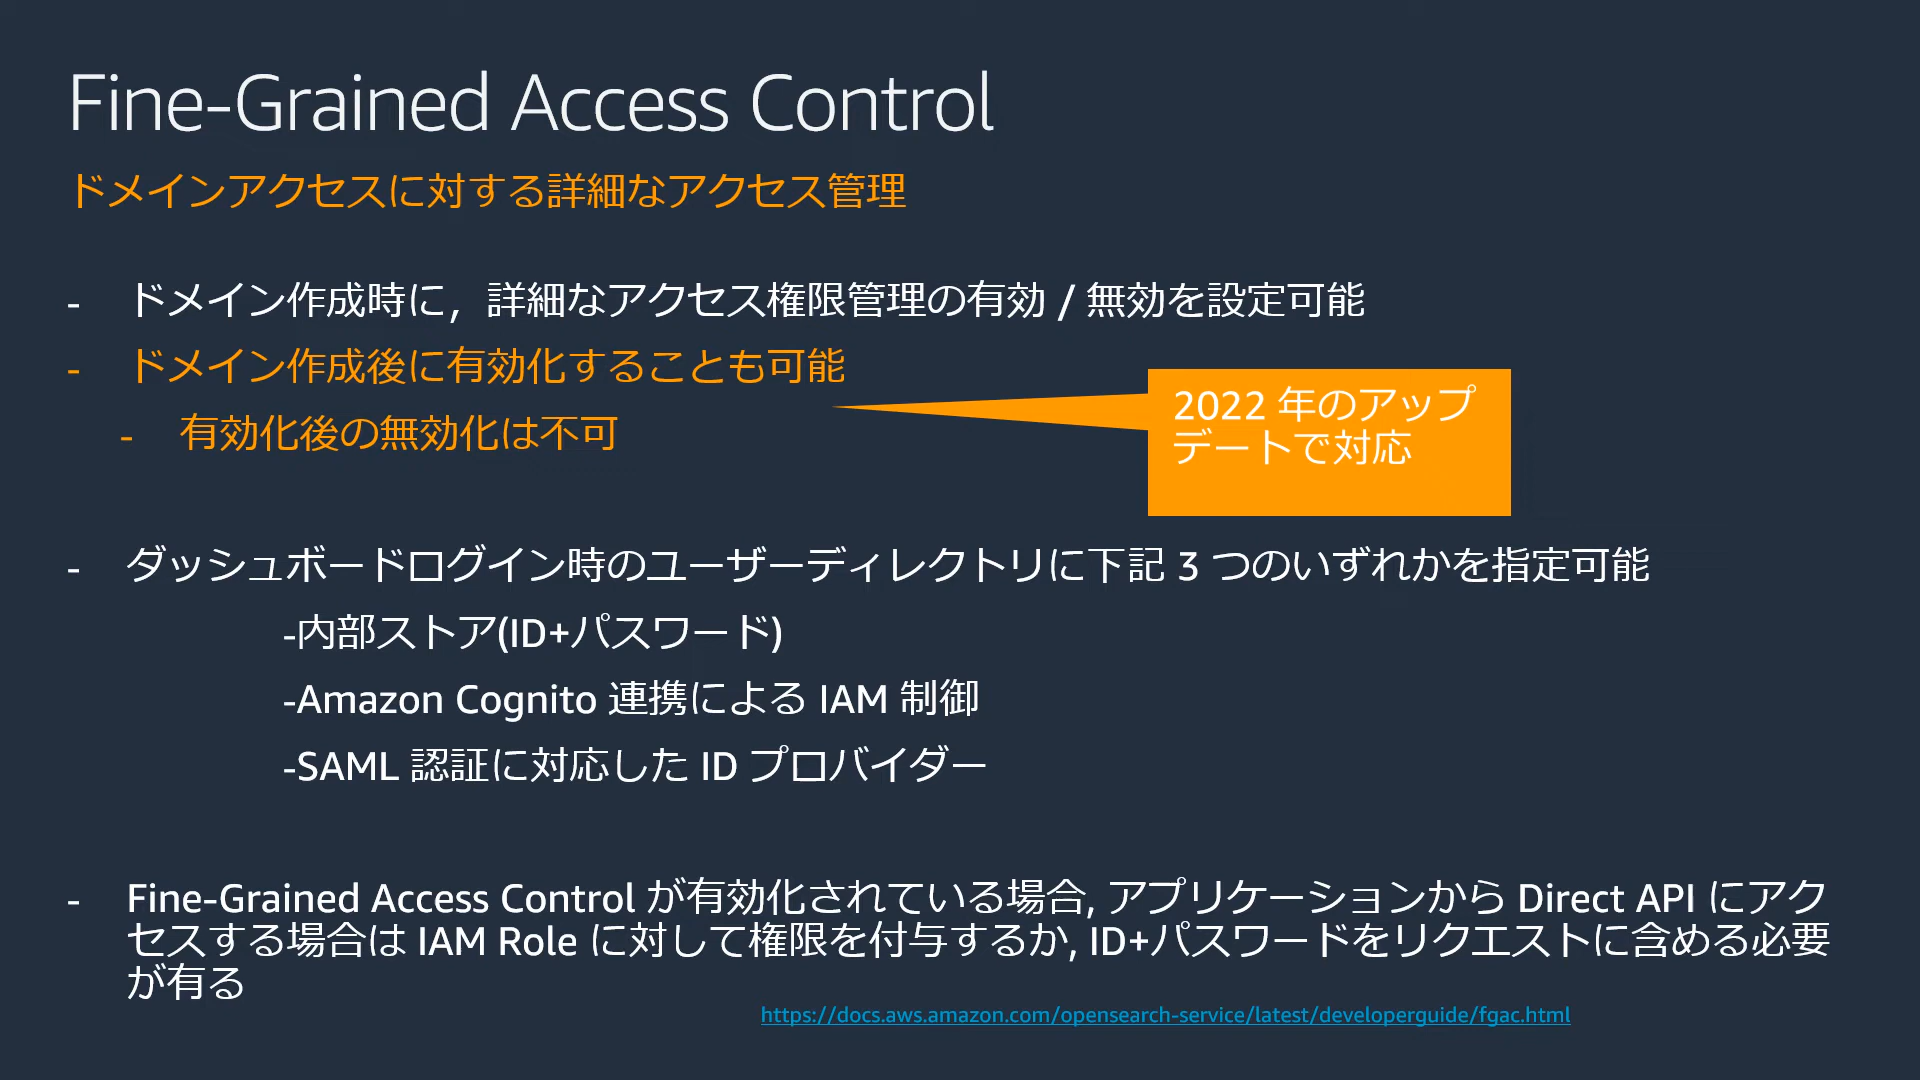 Fine-Grained Access Control
ドメインアクセスに対する詳細なアクセス管理
- ドメイン作成時に，詳細なアクセス権限管理の有効 / 無効を設定可能
- ドメイン作成後に有効化することも可能
- 有効化後の無効化は不可
2022 年のアップ
デートで対応
- ダッシュボードログイン時のユーザーディレクトリに下記 3 つのいずれかを指定可能
-内部ストア(ID+パスワード)
-Amazon Cognito 連携による IAM 制御
-SAML 認証に対応した ID プロバイダー
- Fine-Grained Access Control が有効化されている場合, アプリケーションから Direct API にアク
セスする場合は IAM Role に対して権限を付与するか, ID+パスワードをリクエストに含める必要
が有る
https://docs.aws.amazon.com/opensearch-service/latest/developerguide/fgac.html